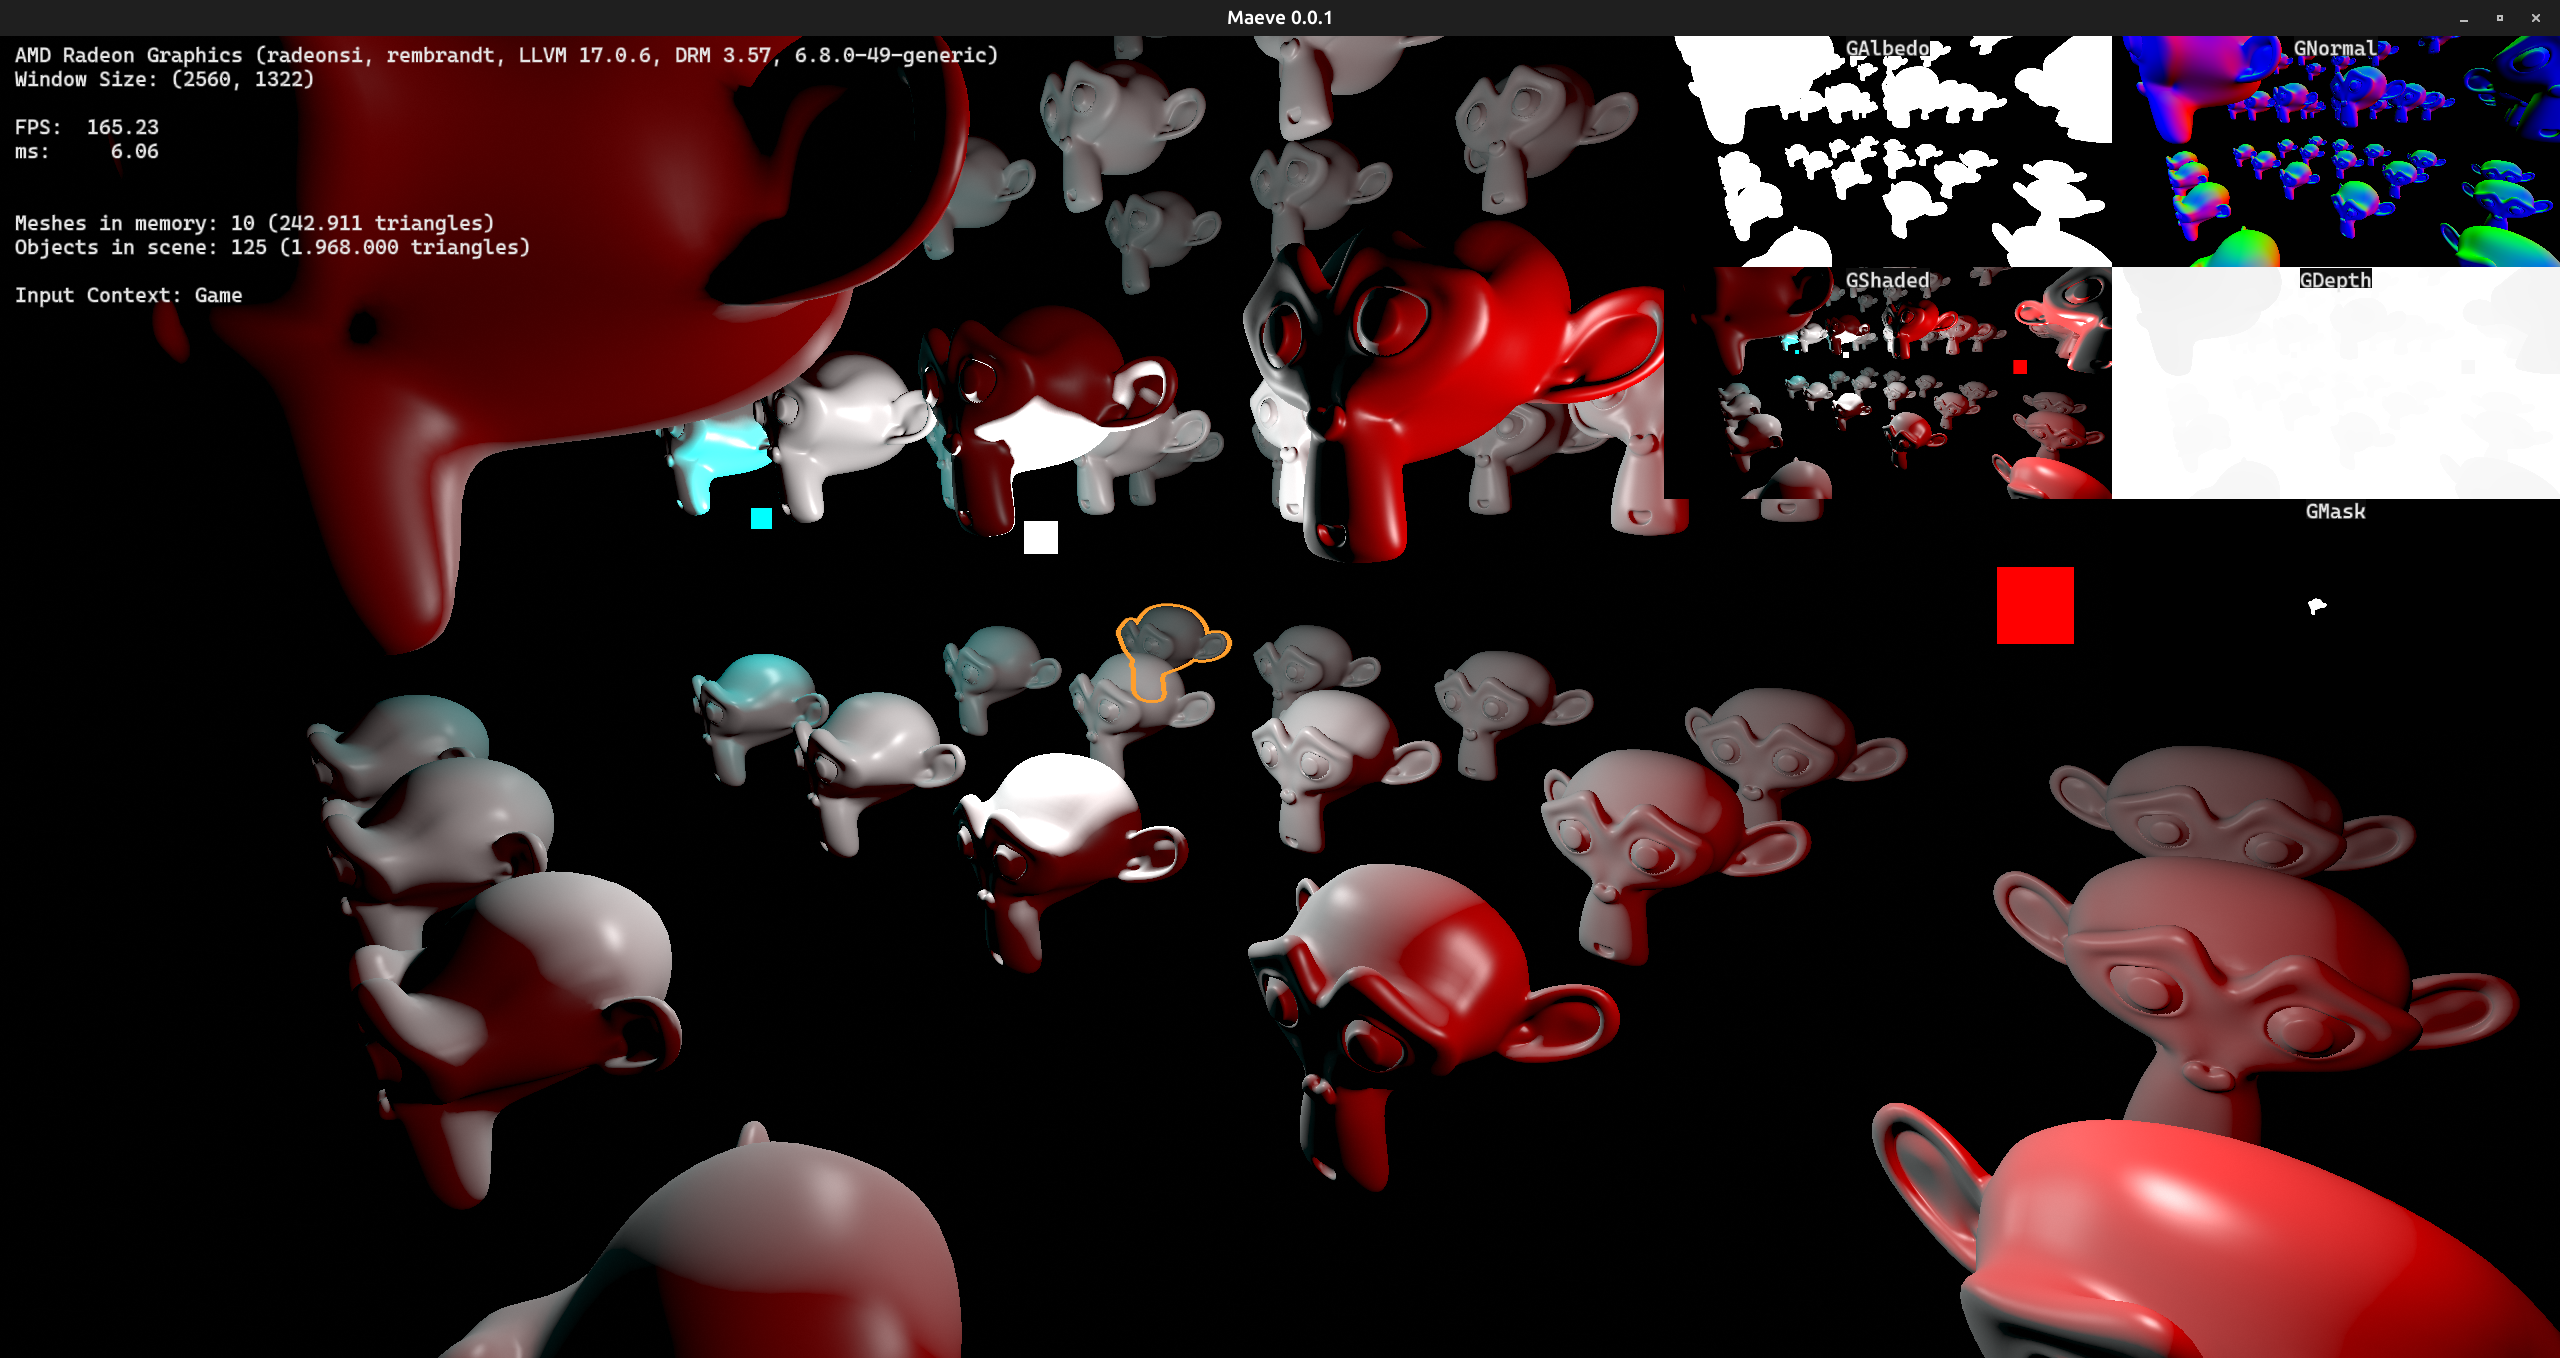 Maeve 0.0.1
AMD Radeon Graphics (radeonsi, rembrandt, LLVM 17.0.6, DRM 3.57, 6.8.0-49-generic)
Window Size: (2560, 1322)
FPS: 165.23
ms: 6.06
Meshes in memory: 10 (242.911 triangles)
Objects in scene: 125 (1.968.000 triangles)
Input Context: Game
GAlbedo
GNormal
GShaded
GDepth
GMask